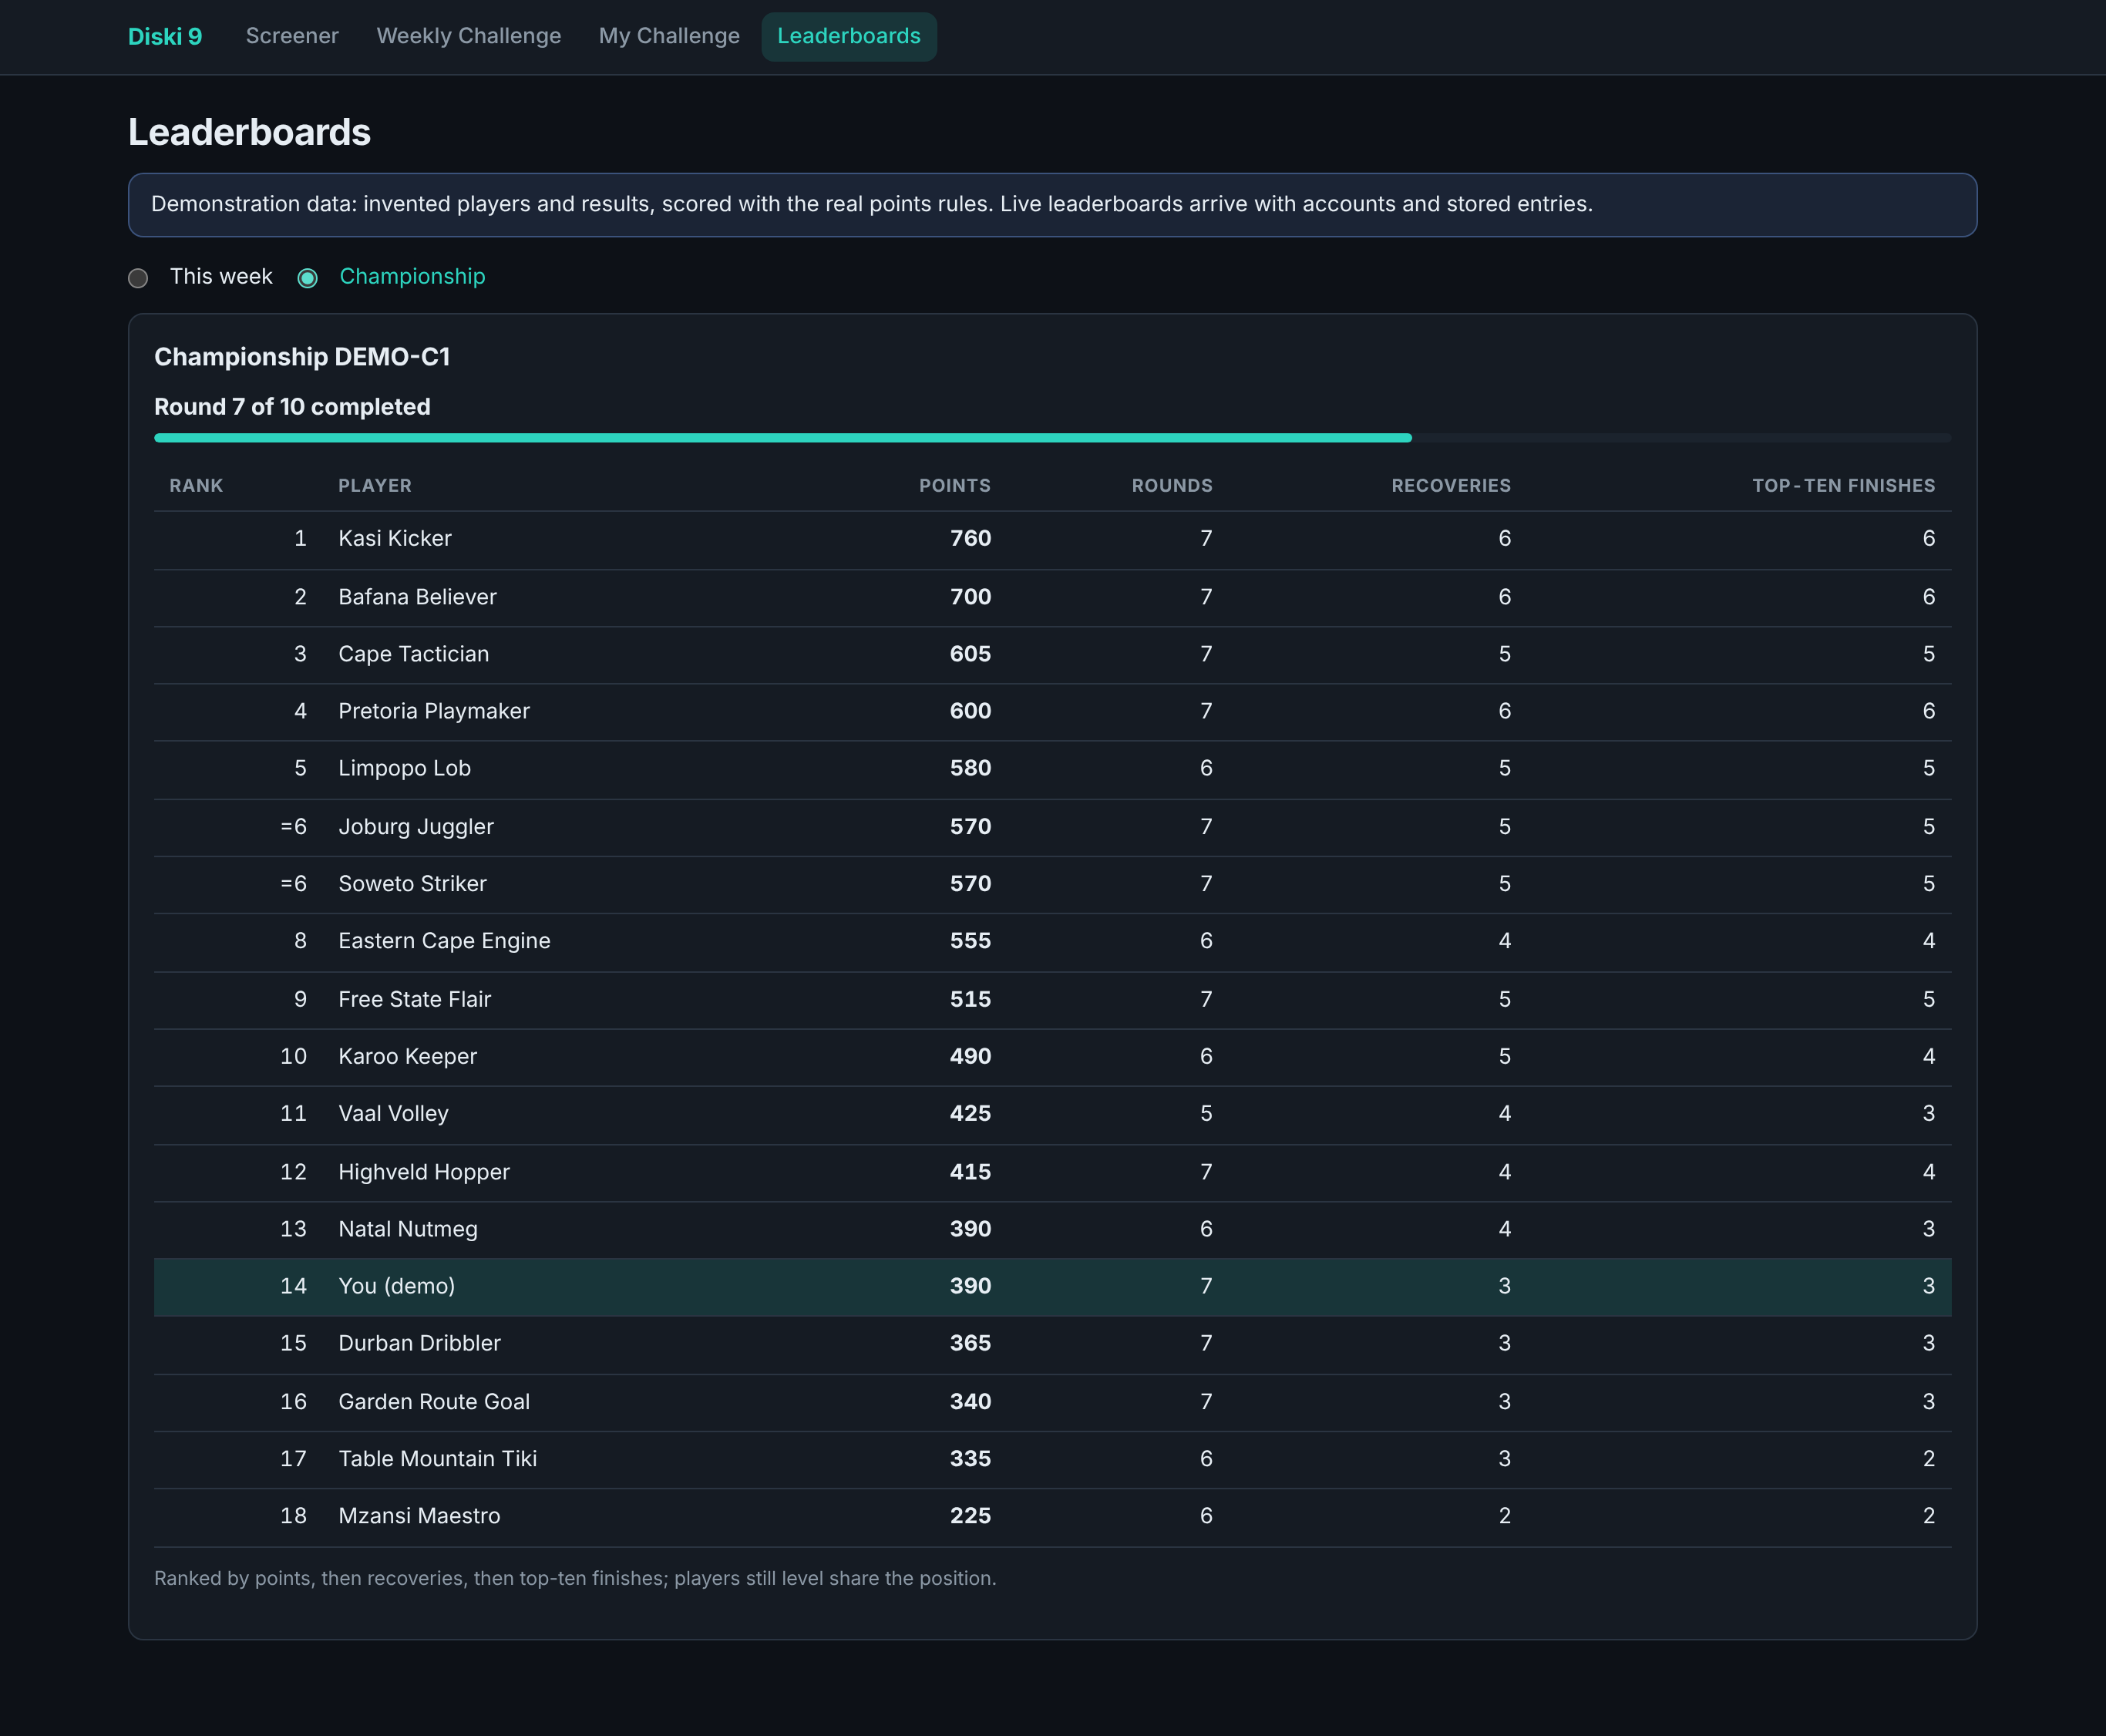 Diski 9 Screener Weekly Challenge My Challenge Leaderboards
Leaderboards
Demonstration data: invented players and results, scored with the real points rules. Live leaderboards arrive with accounts and stored entries.
This week Championship
Championship DEMO-C1
Round 7 of 10 completed
RANK PLAYER POINTS ROUNDS RECOVERIES TOP-TEN FINISHES
1 Kasi Kicker 760 7 6 6
2 Bafana Believer 700 7 6 6
3 Cape Tactician 605 7 5 5
4 Pretoria Playmaker 600 7 6 6
5 Limpopo Lob 580 6 5 5
=6 Joburg Juggler 570 7 5 5
=6 Soweto Striker 570 7 5 5
8 Eastern Cape Engine 555 6 4 4
9 Free State Flair 515 7 5 5
10 Karoo Keeper 490 6 5 4
11 Vaal Volley 425 5 4 3
12 Highveld Hopper 415 7 4 4
13 Natal Nutmeg 390 6 4 3
14 You (demo) 390 7 3 3
15 Durban Dribbler 365 7 3 3
16 Garden Route Goal 340 7 3 3
17 Table Mountain Tiki 335 6 3 2
18 Mzansi Maestro 225 6 2 2
Ranked by points, then recoveries, then top-ten finishes; players still level share the position.